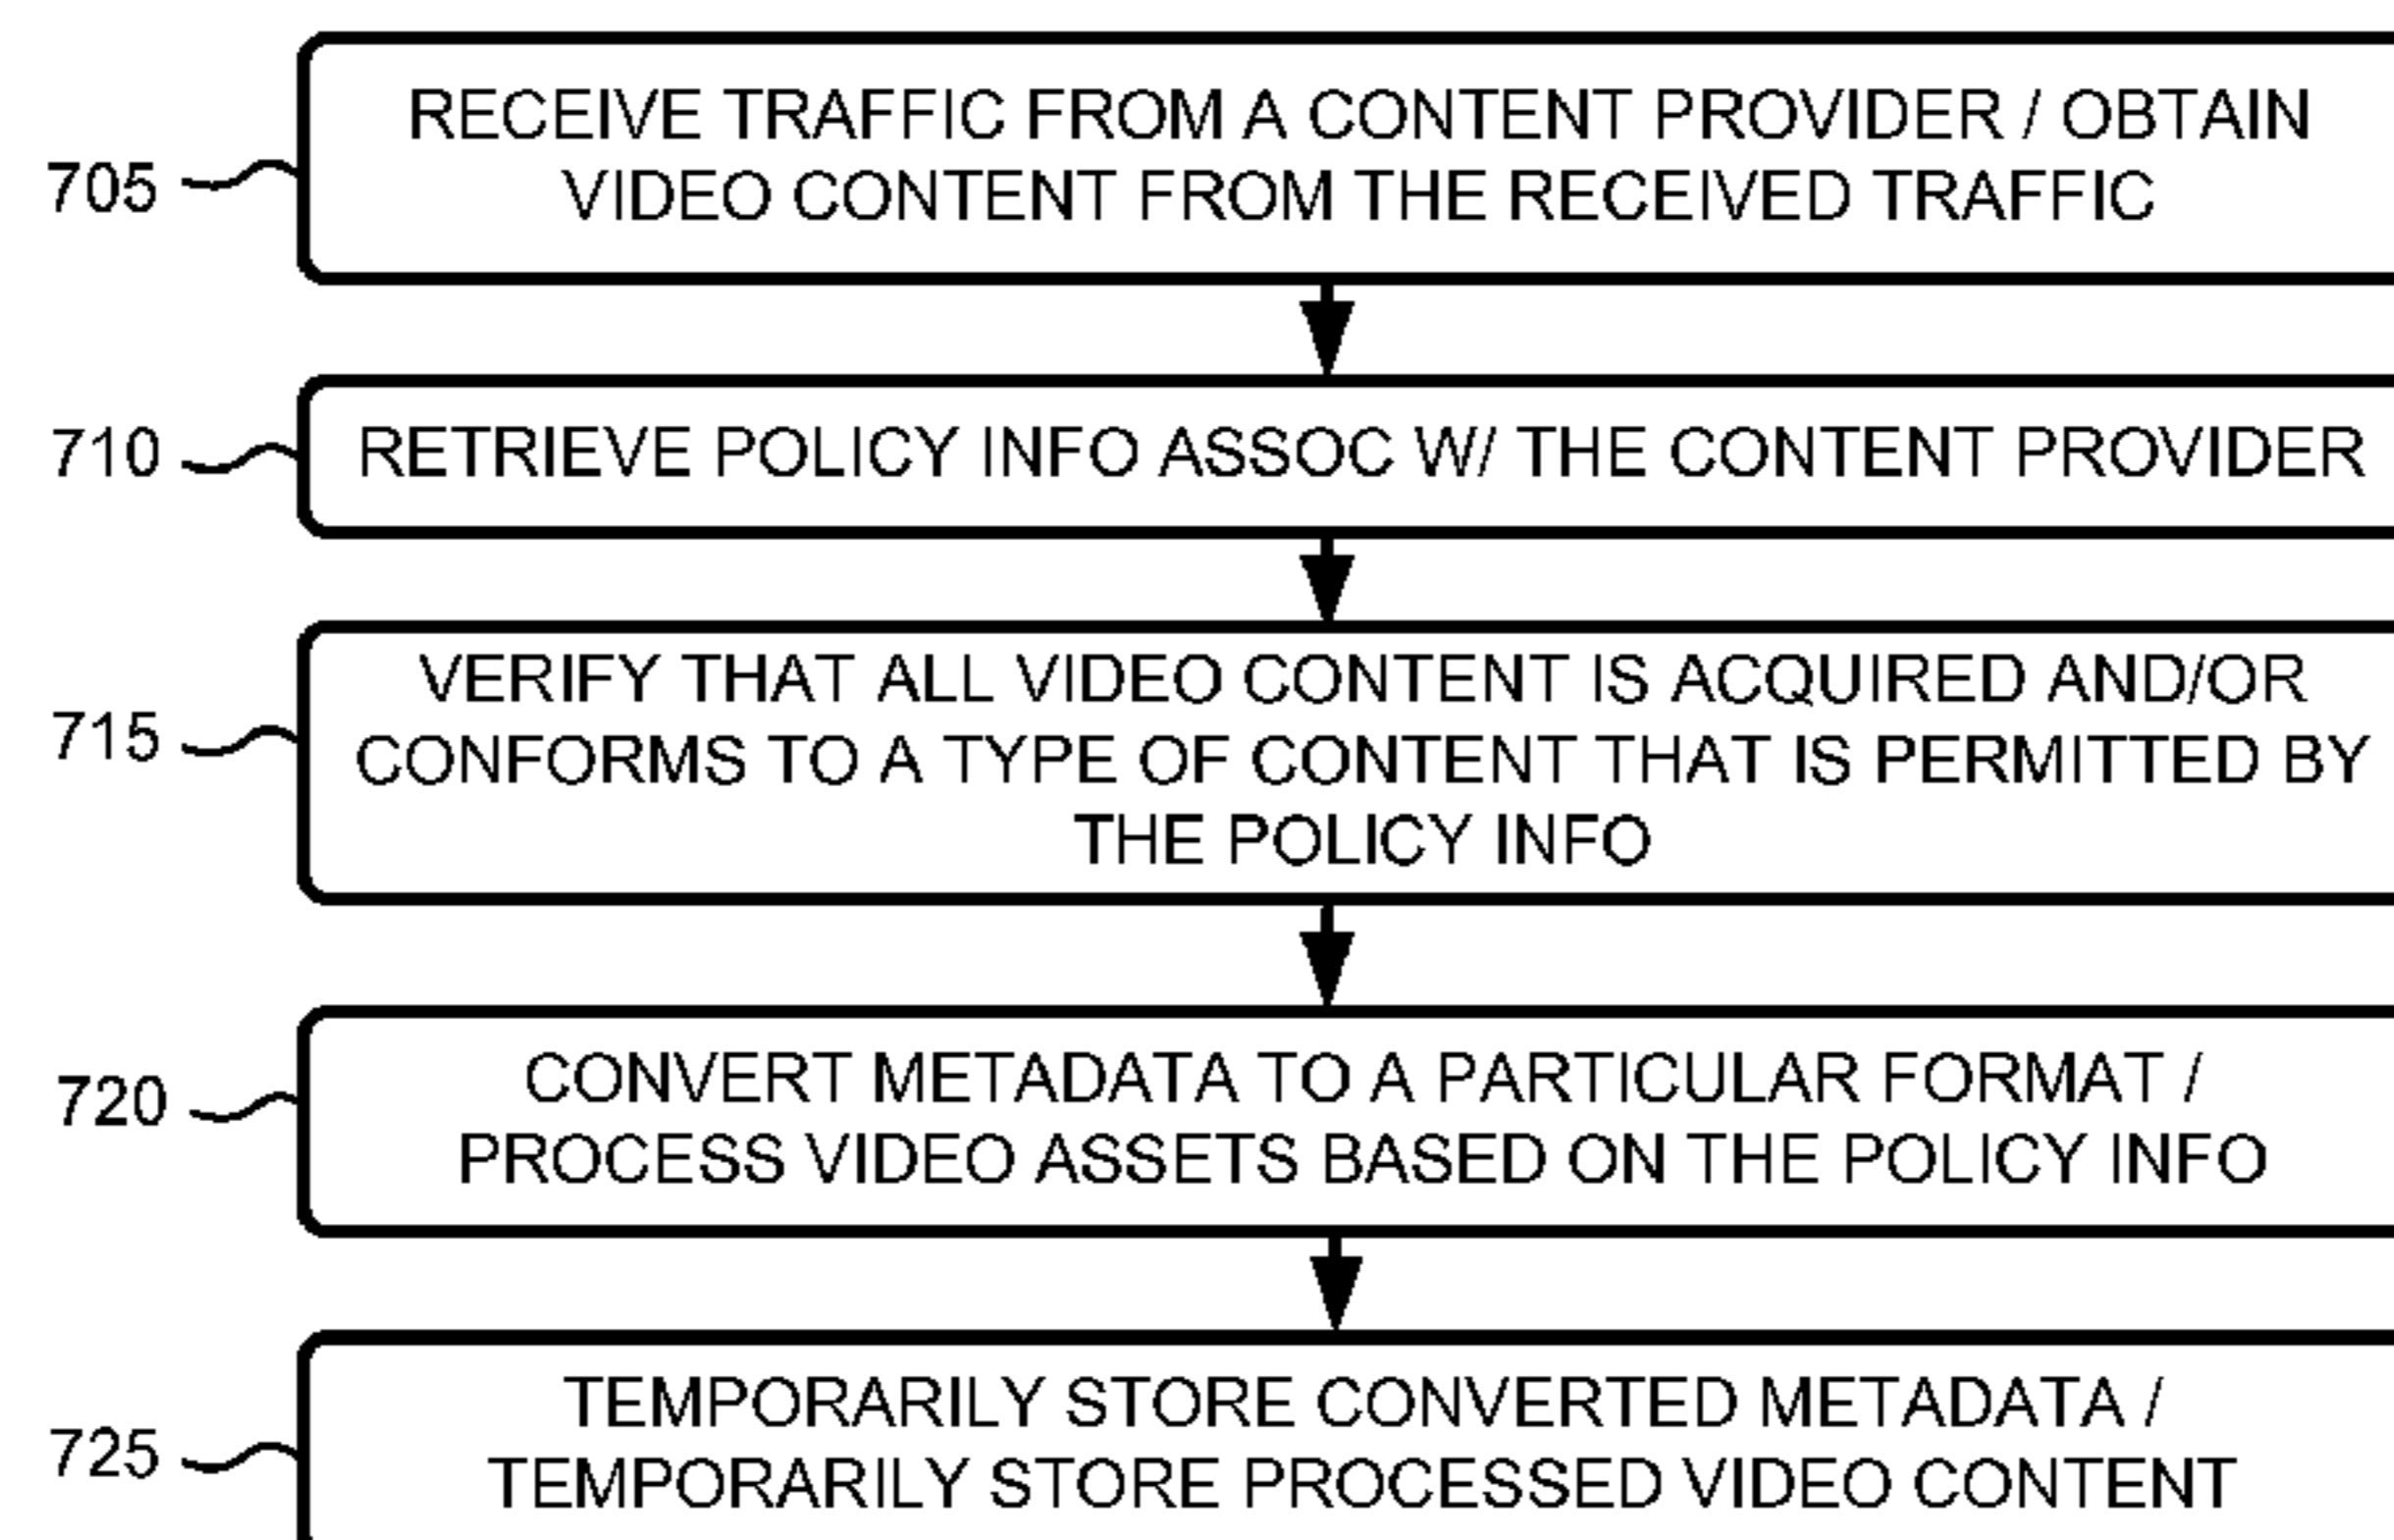 RECEIVE TRAFFIC FROM A CONTENT PROVIDER / OBTAIN
VIDEO CONTENT FROM THE RECEIVED TRAFFIC
705
RETRIEVE POLICY INFO ASSOC W/ THE CONTENT PROVIDER
710
VERIFY THAT ALL VIDEO CONTENT IS ACQUIRED AND/OR
CONFORMS TO A TYPE OF CONTENT THAT IS PERMITTED BY
THE POLICY INFO
715
CONVERT METADATA TO A PARTICULAR FORMAT /
PROCESS VIDEO ASSETS BASED ON THE POLICY INFO
720
TEMPORARILY STORE CONVERTED METADATA /
TEMPORARILY STORE PROCESSED VIDEO CONTENT
725